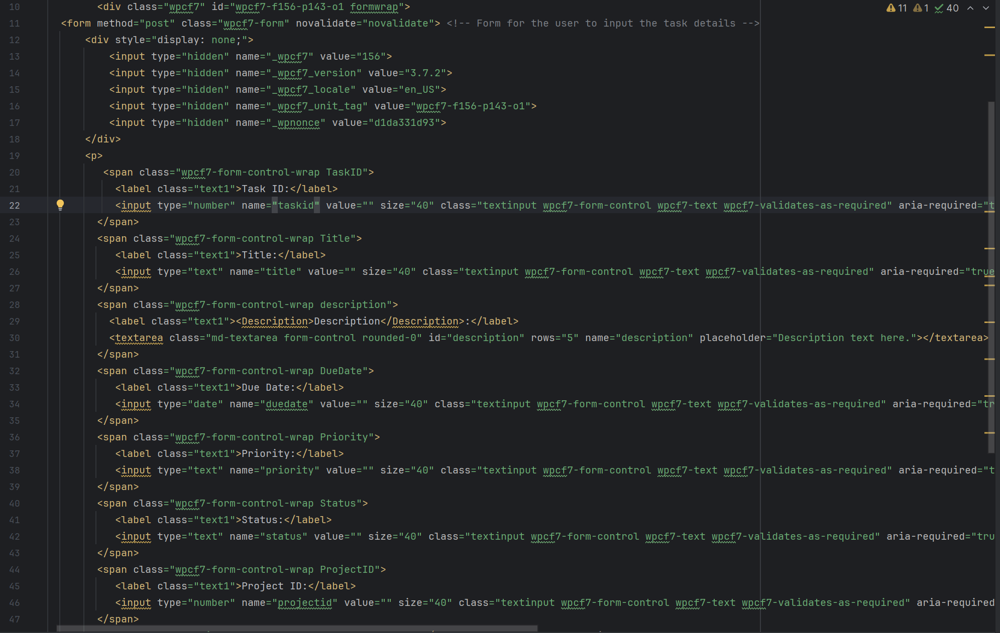 11 1 40
10 <div class="wpcf7" id="wpcf7-f156-p143-o1 formwrap">
11 <form method="post" class="wpcf7-form" novalidate="novalidate"> <!-- Form for the user to input the task details -->
12 <div style="display: none;">
13 <input type="hidden" name="_wpcf7" value="156">
14 <input type="hidden" name="_wpcf7_version" value="3.7.2">
15 <input type="hidden" name="_wpcf7_locale" value="en_US">
16 <input type="hidden" name="_wpcf7_unit_tag" value="wpcf7-f156-p143-o1">
17 <input type="hidden" name="_wpnonce" value="d1da331d93">
18 </div>
19 <p>
20 <span class="wpcf7-form-control-wrap TaskID">
21 <label class="text1">Task ID:</label>
22 <input type="number" name="taskid" value="" size="40" class="textinput wpcf7-form-control wpcf7-text wpcf7-validates-as-required" aria-required="t
23 </span>
24 <span class="wpcf7-form-control-wrap Title">
25 <label class="text1">Title:</label>
26 <input type="text" name="title" value="" size="40" class="textinput wpcf7-form-control wpcf7-text wpcf7-validates-as-required" aria-required="true
27 </span>
28 <span class="wpcf7-form-control-wrap description">
29 <label class="text1"><Description>Description</Description>:</label>
30 <textarea class="md-textarea form-control rounded-0" id="description" rows="5" name="description" placeholder="Description text here."></textarea>
31 </span>
32 <span class="wpcf7-form-control-wrap DueDate">
33 <label class="text1">Due Date:</label>
34 <input type="date" name="duedate" value="" size="40" class="textinput wpcf7-form-control wpcf7-text wpcf7-validates-as-required" aria-required="tr
35 </span>
36 <span class="wpcf7-form-control-wrap Priority">
37 <label class="text1">Priority:</label>
38 <input type="text" name="priority" value="" size="40" class="textinput wpcf7-form-control wpcf7-text wpcf7-validates-as-required" aria-required="t
39 </span>
40 <span class="wpcf7-form-control-wrap Status">
41 <label class="text1">Status:</label>
42 <input type="text" name="status" value="" size="40" class="textinput wpcf7-form-control wpcf7-text wpcf7-validates-as-required" aria-required="tru
43 </span>
44 <span class="wpcf7-form-control-wrap ProjectID">
45 <label class="text1">Project ID:</label>
46 <input type="number" name="projectid" value="" size="40" class="textinput wpcf7-form-control wpcf7-text wpcf7-validates-as-required" aria-required
47 </span>